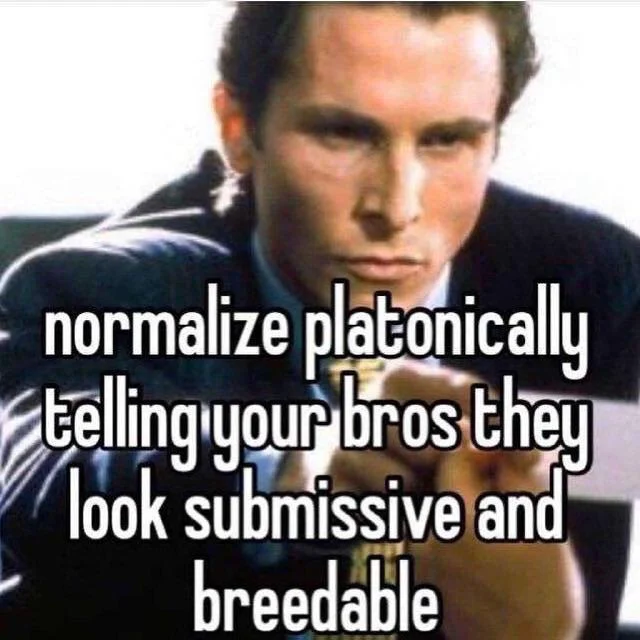 normalize platonically
telling your bros they
look submissive and
breedable